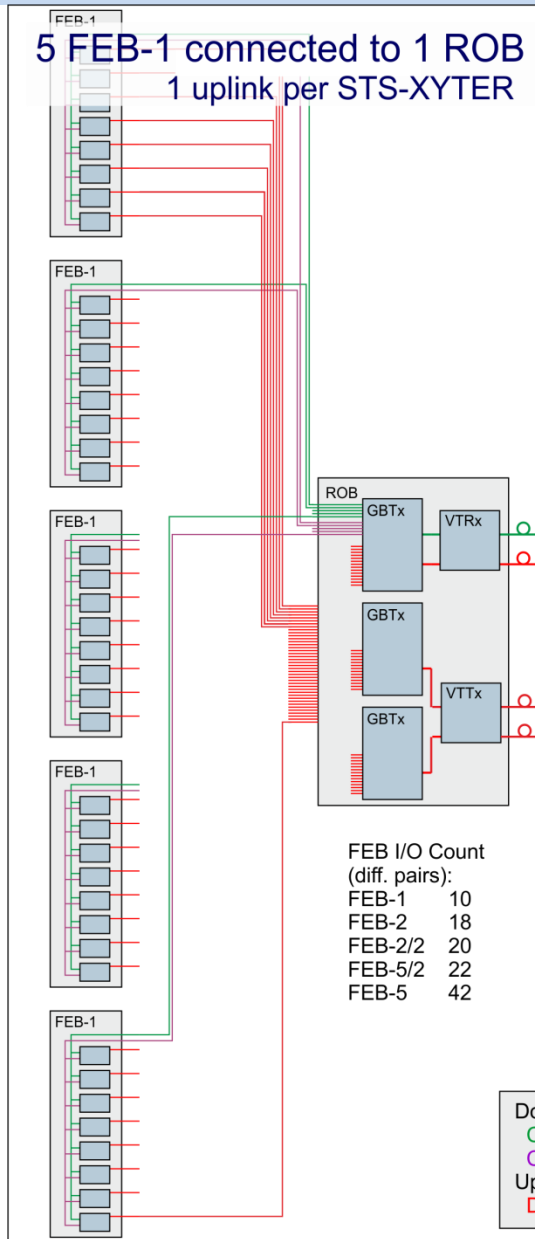 FEB-1
5 FEB-1 connected to 1 ROB
1 uplink per STS-XYTER
FEB-1
FEB-1
FEB-1
FEB-1
ROB
GBTx
VTRx
GBTx
VTTx
GBTx
FEB I/O Count
(diff. pairs):
FEB-1 10
FEB-2 18
FEB-2/2 20
FEB-5/2 22
FEB-5 42
Do
C
C
Up
D